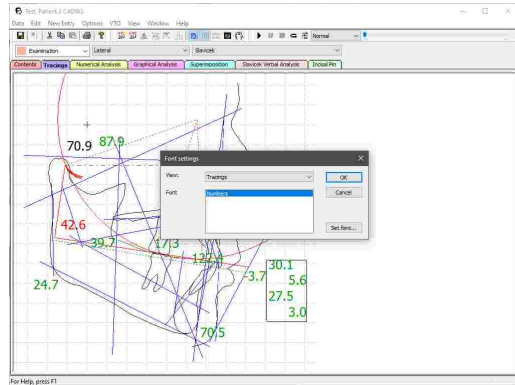 Test, Patient.3 CADIAS
Data Edit New Entry Options VTO View Window Help
Normal
Examination Lateral Slavicek
Contents Tracings Numerical Analysis Graphical Analysis Superimposition Slavicek Verbal Analysis Incisal Pin
70.9 87.9
Font settings
View: Tracings OK
Font: Numbers Cancel
Set font...
42.6
39.7 17.3
-3.7 30.1
24.7 5.6
27.5
3.0
70.5
For Help, press F1